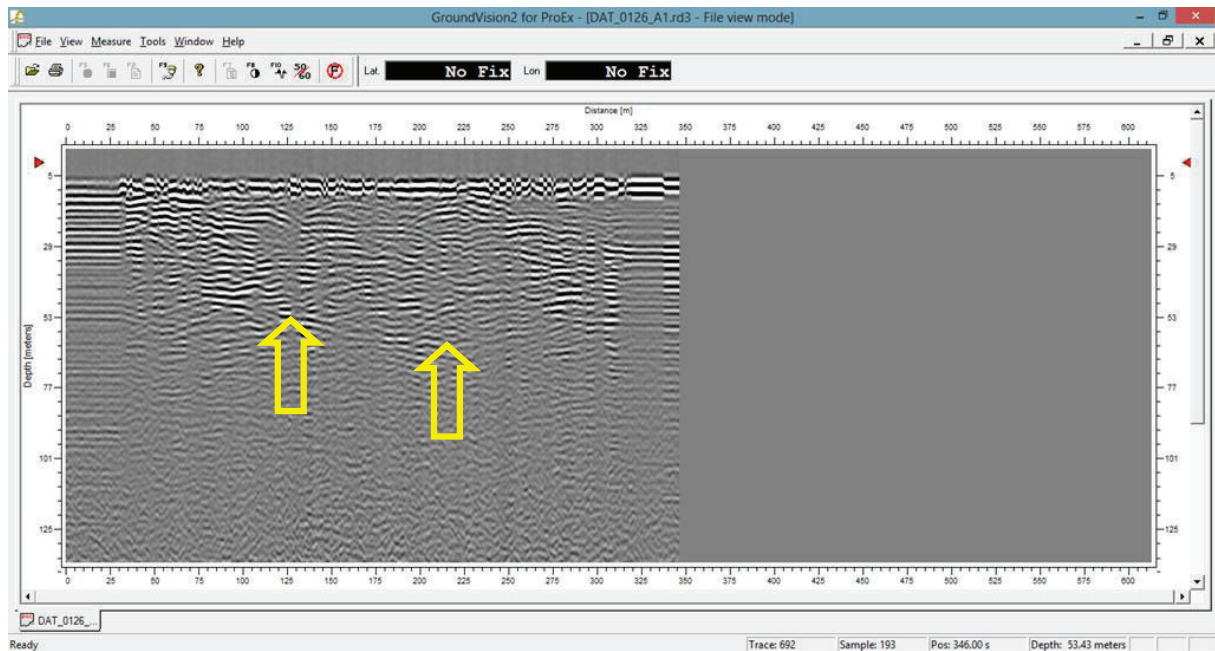 GroundVision2 for ProEx - [DAT_0126_A1.rd3 - File view mode]
File View Measure Tools Window Help
Lat. No Fix Lon No Fix
Distance [m]
0 25 50 75 100 125 150 175 200 225 250 275 300 325 350 375 400 425 450 475 500 525 550 575 600
5 5
29 29
53 53
Depth [meters]
77 77
101 101
125 125
0 25 50 75 100 125 150 175 200 225 250 275 300 325 350 375 400 425 450 475 500 525 550 575 600
DAT_0126_...
Ready Trace: 692 Sample: 193 Pos: 346.00 s Depth: 53.43 meters